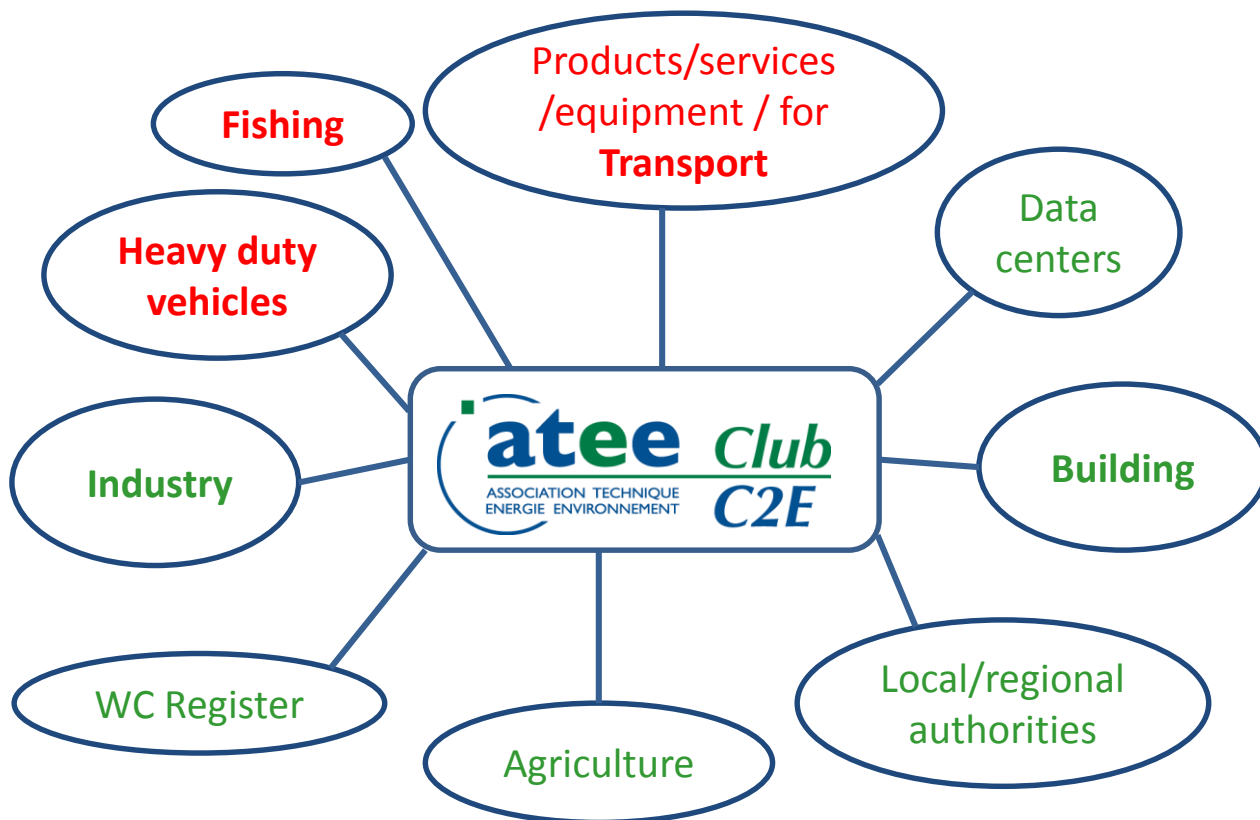 Products/services
/equipment / for
Transport
Fishing
Data
centers
Heavy duty
vehicles
atee Club
ASSOCIATION TECHNIQUE
ENERGIE ENVIRONNEMENT
C2E
Industry
Building
WC Register
Local/regional
authorities
Agriculture